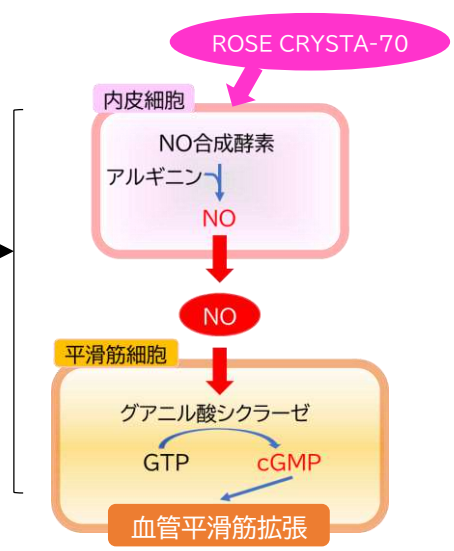 ROSE CRYSTA-70
内皮細胞
NO合成酵素
アルギニン
NO
NO
平滑筋細胞
グアニル酸シクラーゼ
GTP
cGMP
血管平滑筋拡張